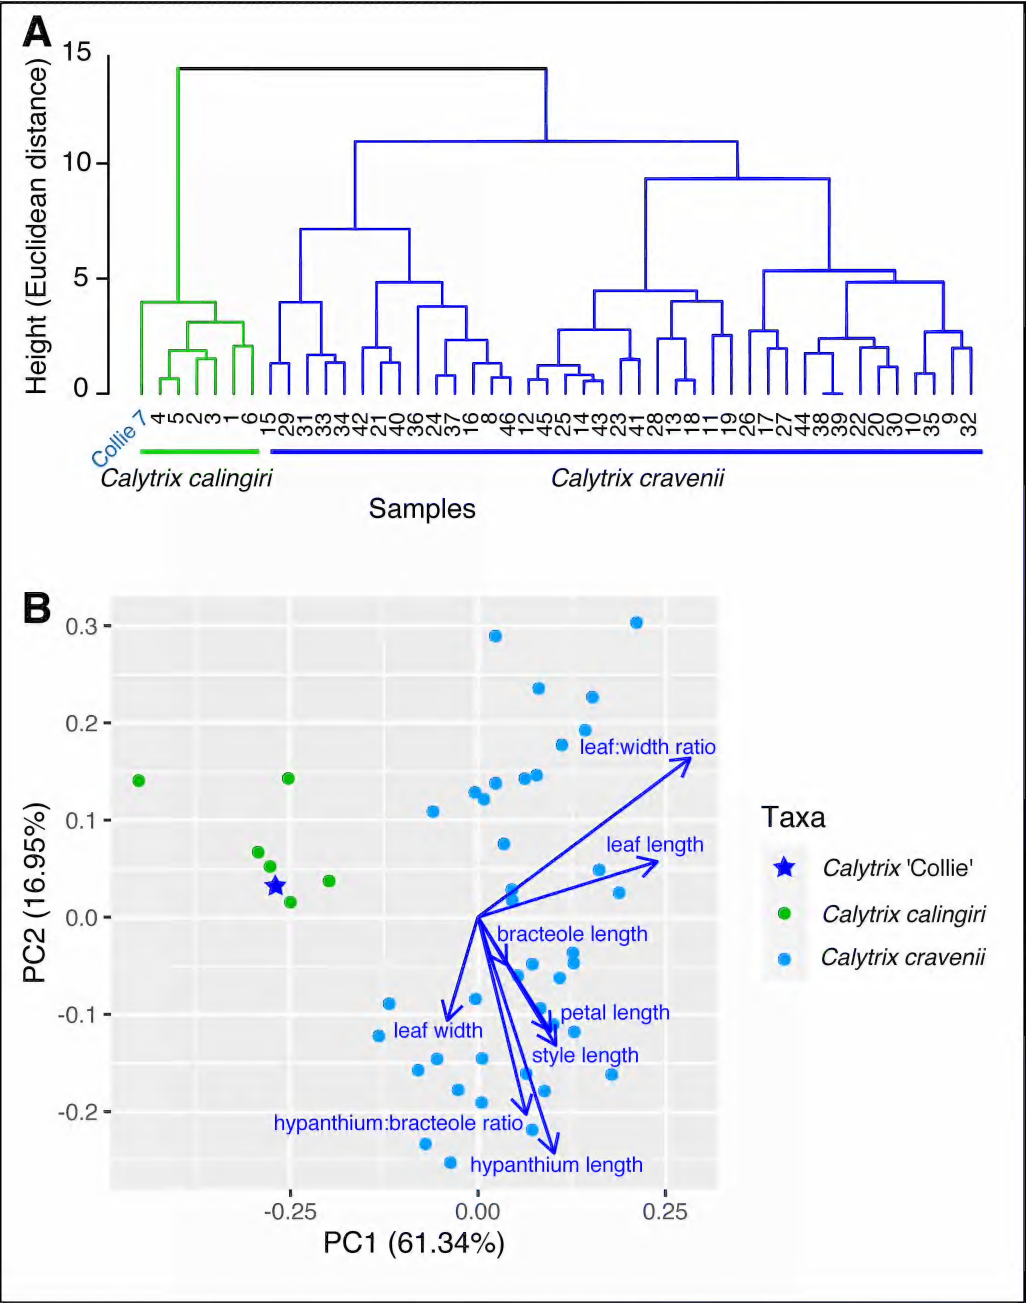 A
15
10
5
0
Height (Euclidean distance)
Collie 7 4 5 2 3 1 6 15 29 31 33 34 42 21 40 36 24 37 16 8 46 12 45 25 14 43 23 41 28 13 18 11 19 26 17 27 44 38 39 22 20 30 10 35 9 32
Calytrix calingiri
Calytrix cravenii
Samples
B
0.3
0.2
0.1
0.0
-0.1
-0.2
PC2 (16.95%)
leaf:width ratio
leaf length
bracteole length
petal length
leaf width
style length
hypanthium:bracteole ratio
hypanthium length
-0.25 0.00 0.25
PC1 (61.34%)
Taxa
Calytrix 'Collie'
Calytrix calingiri
Calytrix cravenii